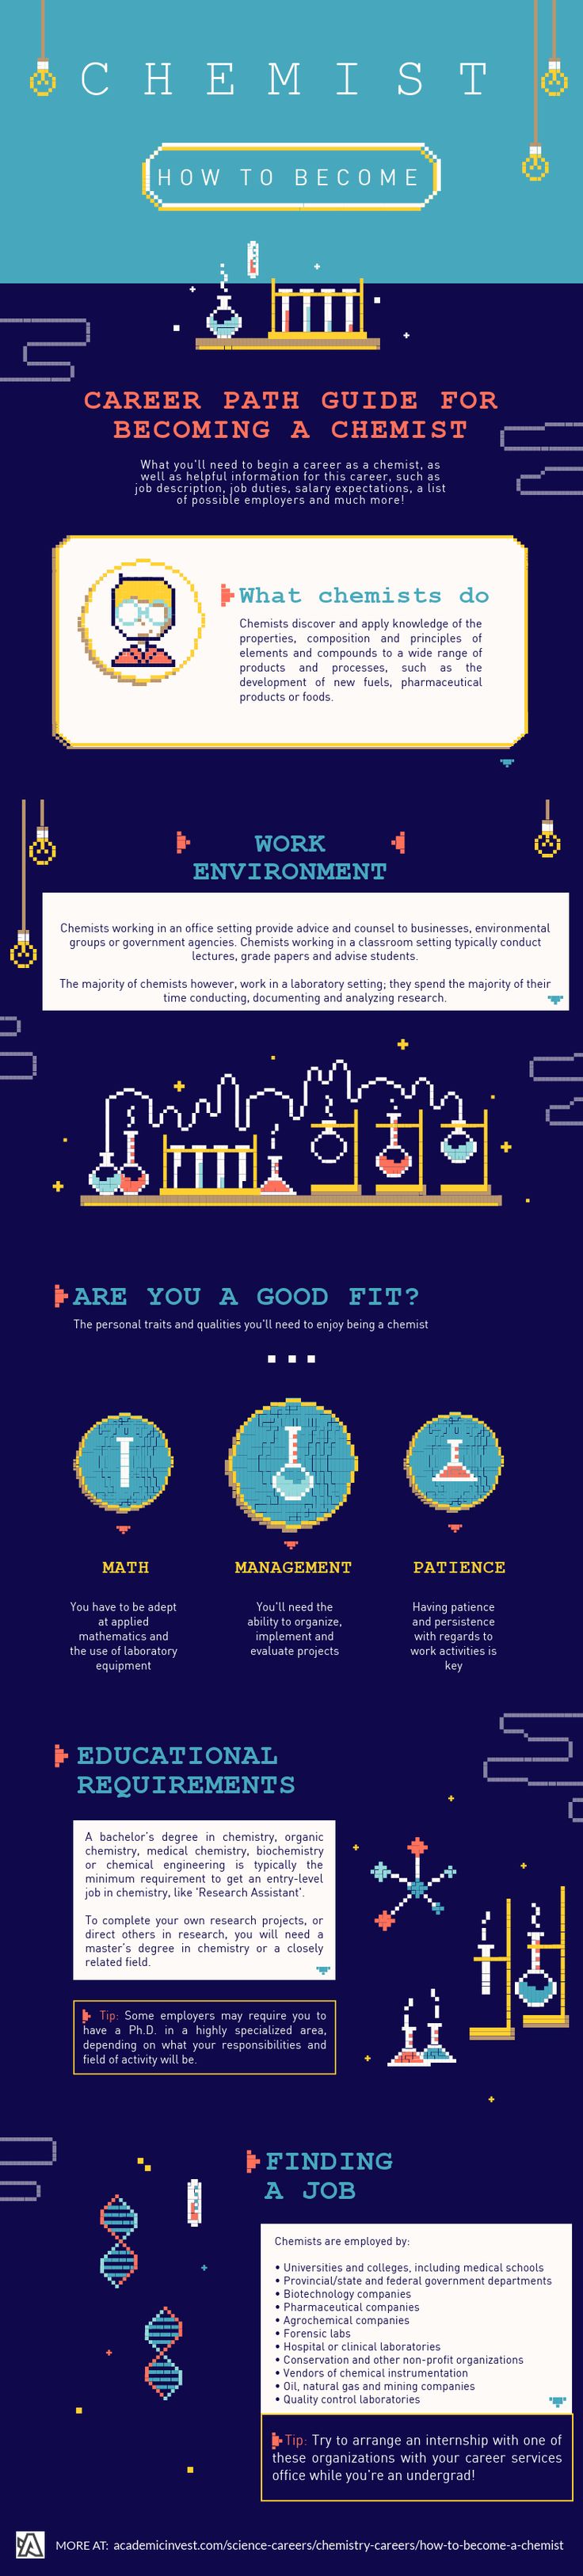 CHEMIST
HOW TO BECOME
CAREER PATH GUIDE FOR
BECOMING A CHEMIST
What you'll need to begin a career as a chemist, as
well as helpful information for this career, such as
job description, job duties, salary expectations, a list
of possible employers and much more!
What chemists do
Chemists discover and apply knowledge of the
properties, composition and principles of
elements and compounds to a wide range of
products and processes, such as the
development of new fuels, pharmaceutical
products or foods.
WORK
ENVIRONMENT
Chemists working in an office setting provide advice and counsel to businesses, environmental
groups or government agencies. Chemists working in a classroom setting typically conduct
lectures, grade papers and advise students.
The majority of chemists however, work in a laboratory setting; they spend the majority of their
time conducting, documenting and analyzing research.
ARE YOU A GOOD FIT?
The personal traits and qualities you'll need to enjoy being a chemist
MATH
You have to be adept
at applied
mathematics and
the use of laboratory
equipment
MANAGEMENT
You'll need the
ability to organize,
implement and
evaluate projects
PATIENCE
Having patience
and persistence
with regards to
work activities is
key
EDUCATIONAL
REQUIREMENTS
A bachelor's degree in chemistry, organic
chemistry, medical chemistry, biochemistry
or chemical engineering is typically the
minimum requirement to get an entry-level
job in chemistry, like 'Research Assistant'.
To complete your own research projects, or
direct others in research, you will need a
master's degree in chemistry or a closely
related field.
Tip: Some employers may require you to
have a Ph.D. in a highly specialized area,
depending on what your responsibilities and
field of activity will be.
FINDING
A JOB
Chemists are employed by:
• Universities and colleges, including medical schools
• Provincial/state and federal government departments
• Biotechnology companies
• Pharmaceutical companies
• Agrochemical companies
• Forensic labs
• Hospital or clinical laboratories
• Conservation and other non-profit organizations
• Vendors of chemical instrumentation
• Oil, natural gas and mining companies
• Quality control laboratories
Tip: Try to arrange an internship with one of
these organizations with your career services
office while you're an undergrad!
MORE AT: academicinvest.com/science-careers/chemistry-careers/how-to-become-a-chemist